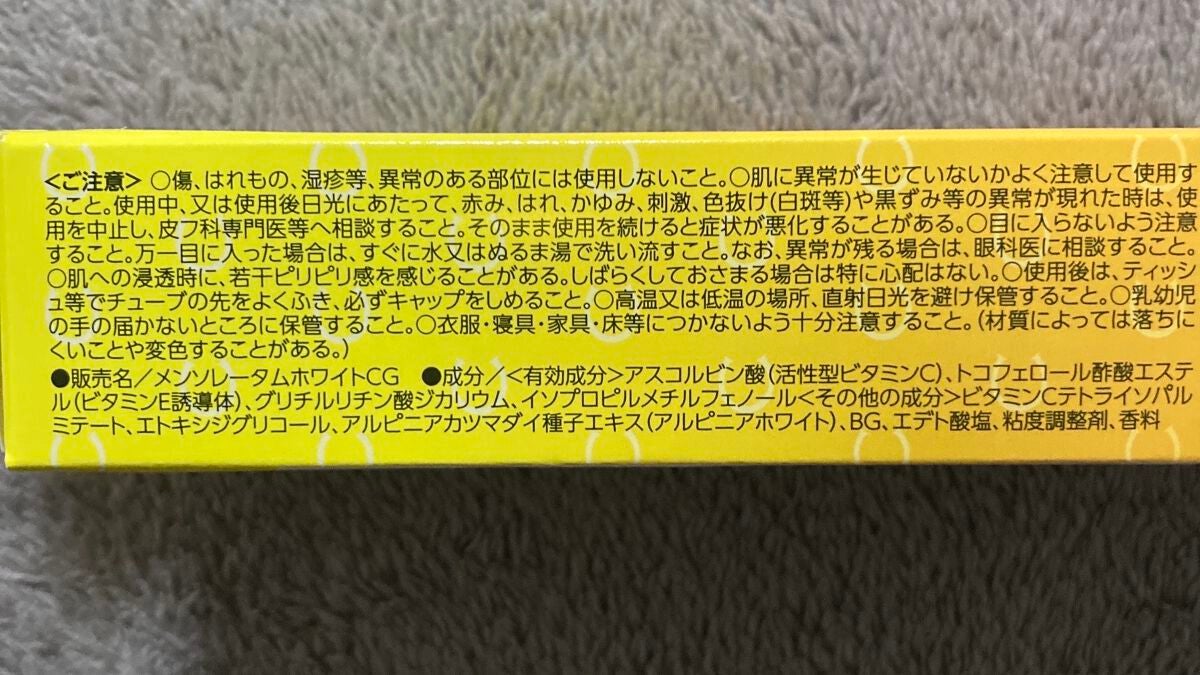 <ご注意> ○傷、はれもの、湿疹等、異常のある部位には使用しないこと。○肌に異常が生じていないかよく注意して使用す
ること。使用中、又は使用後日光にあたって、赤み、はれ、かゆみ、刺激、色抜け(白斑等)や黒ずみ等の異常が現れた時は、使
用を中止し、皮フ科専門医等へ相談すること。そのまま使用を続けると症状が悪化することがある。○目に入らないよう注意
すること。万一目に入った場合は、すぐに水又はぬるま湯で洗い流すこと。なお、異常が残る場合は、眼科医に相談すること。
○肌への浸透時に、若干ピリピリ感を感じることがある。しばらくしておさまる場合は特に心配はない。○使用後は、ティッシ
ュ等でチューブの先をよくふき、必ずキャップをしめること。○高温又は低温の場所、直射日光を避け保管すること。○乳幼児
の手の届かないところに保管すること。○衣服・寝具・家具・床等につかないよう十分注意すること。(材質によっては落ちに
くいことや変色することがある。)
●販売名/メンソレータムホワイトCG ●成分/<有効成分>アスコルビン酸(活性型ビタミンC)、トコフェロール酢酸エステ
ル(ビタミンE誘導体)、グリチルリチン酸ジカリウム、イソプロピルメチルフェノール<その他の成分>ビタミンCテトライソパル
ミテート、エトキシジグリコール、アルピニアカツマダイ種子エキス(アルピニアホワイト)、BG、エデト酸塩、粘度調整剤、香料